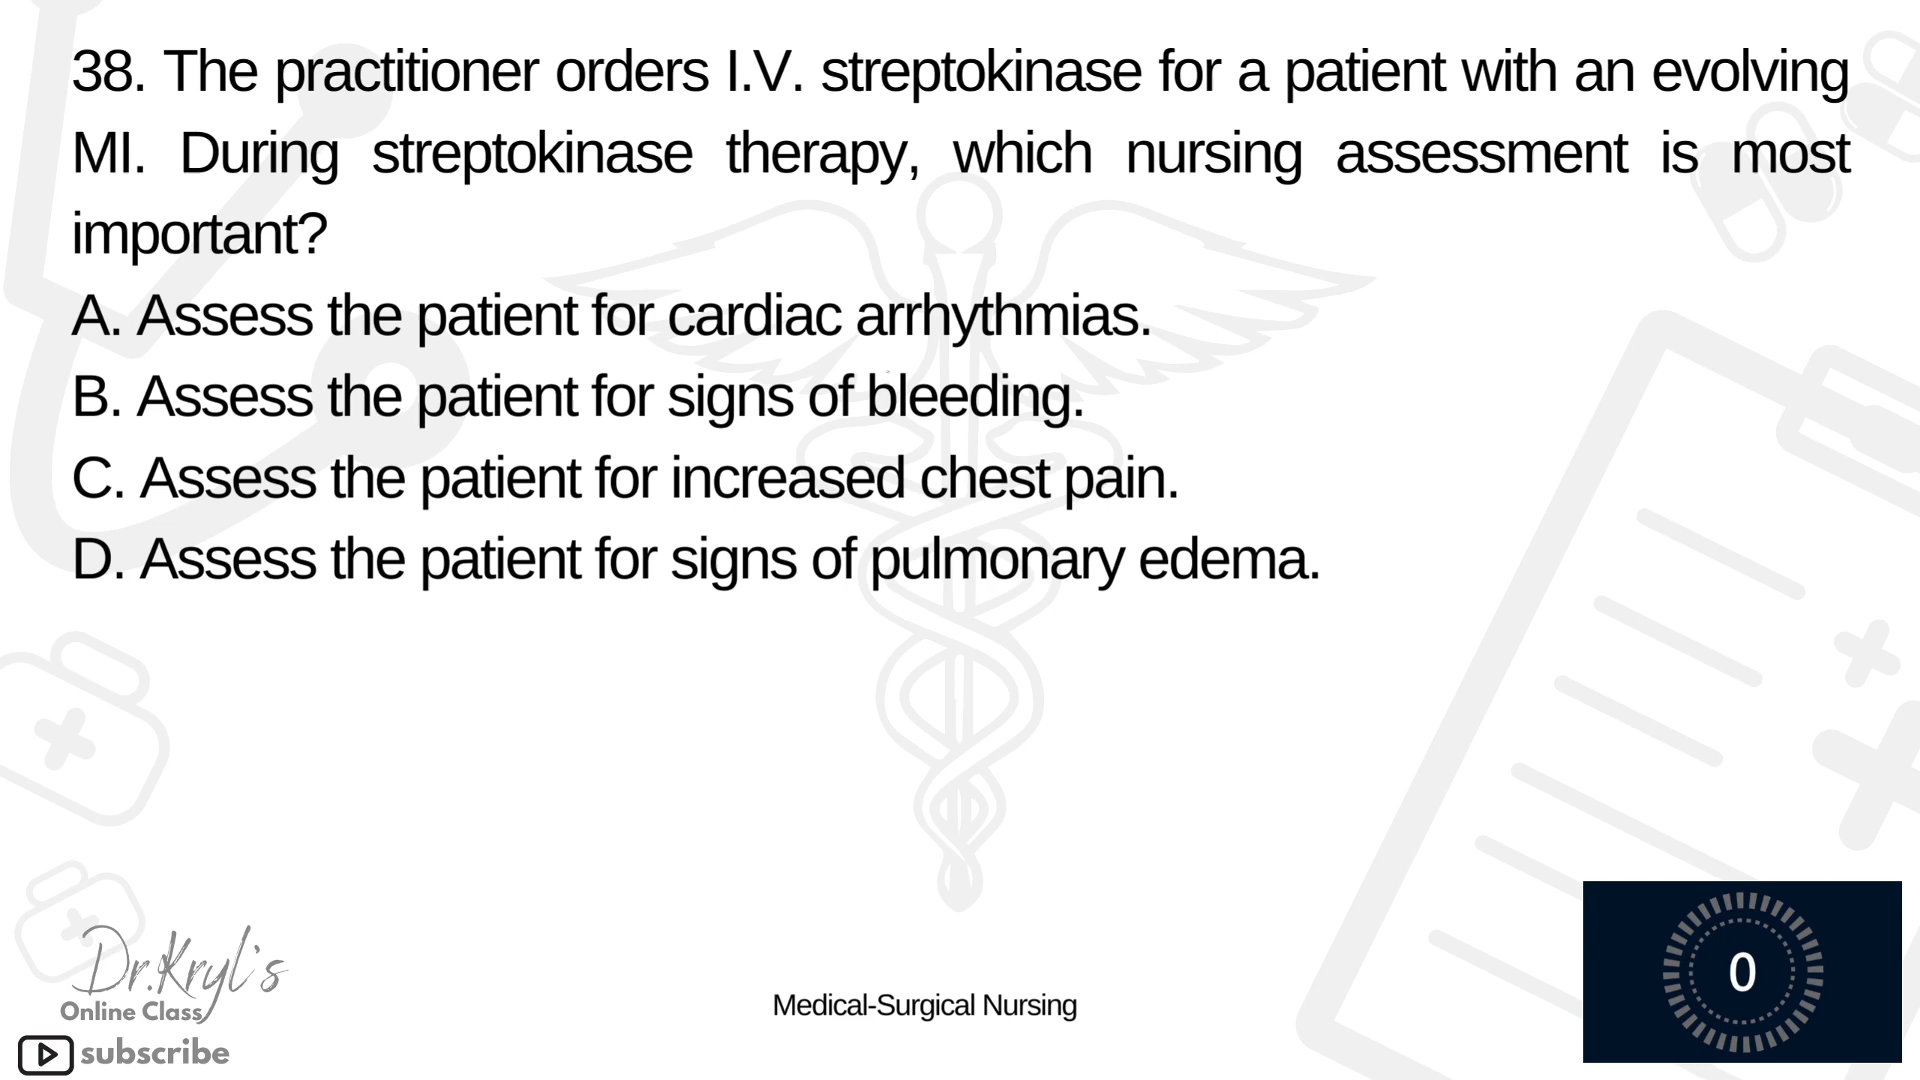 38. The practitioner orders I.V. streptokinase for a patient with an evolving
MI. During streptokinase therapy, which nursing assessment is most
important?
A. Assess the patient for cardiac arrhythmias.
B. Assess the patient for signs of bleeding.
C. Assess the patient for increased chest pain.
D. Assess the patient for signs of pulmonary edema.
Dr.Kryl's
Online Class
subscribe
Medical-Surgical Nursing
0